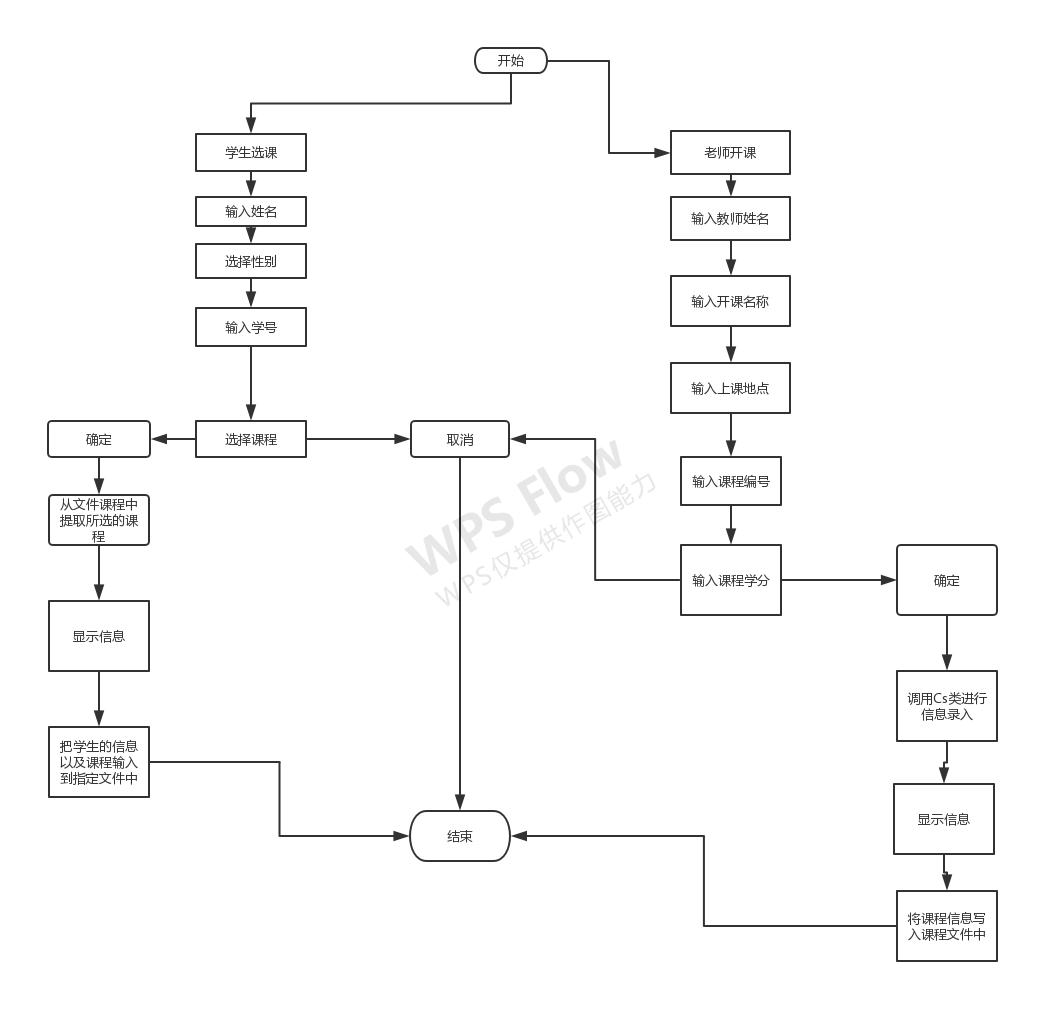 开始
学生选课
老师开课
输入姓名
输入教师姓名
选择性别
输入开课名称
输入学号
输入上课地点
确定
选择课程
取消
输入课程编号
从文件课程中
提取所选的课
程
WPS Flow
WPS仅提供作图能力
输入课程学分
确定
显示信息
调用Cs类进行
信息录入
把学生的信息
以及课程输入
到指定文件中
显示信息
结束
将课程信息写
入课程文件中